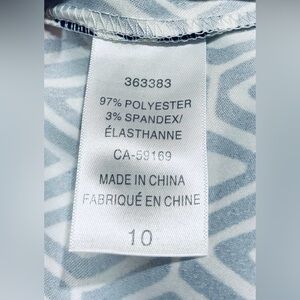 363383
97% POLYESTER
3% SPANDEX/
ÉLASTHANNE
CA-59169
MADE IN CHINA
FABRIQUÉ EN CHINE
10